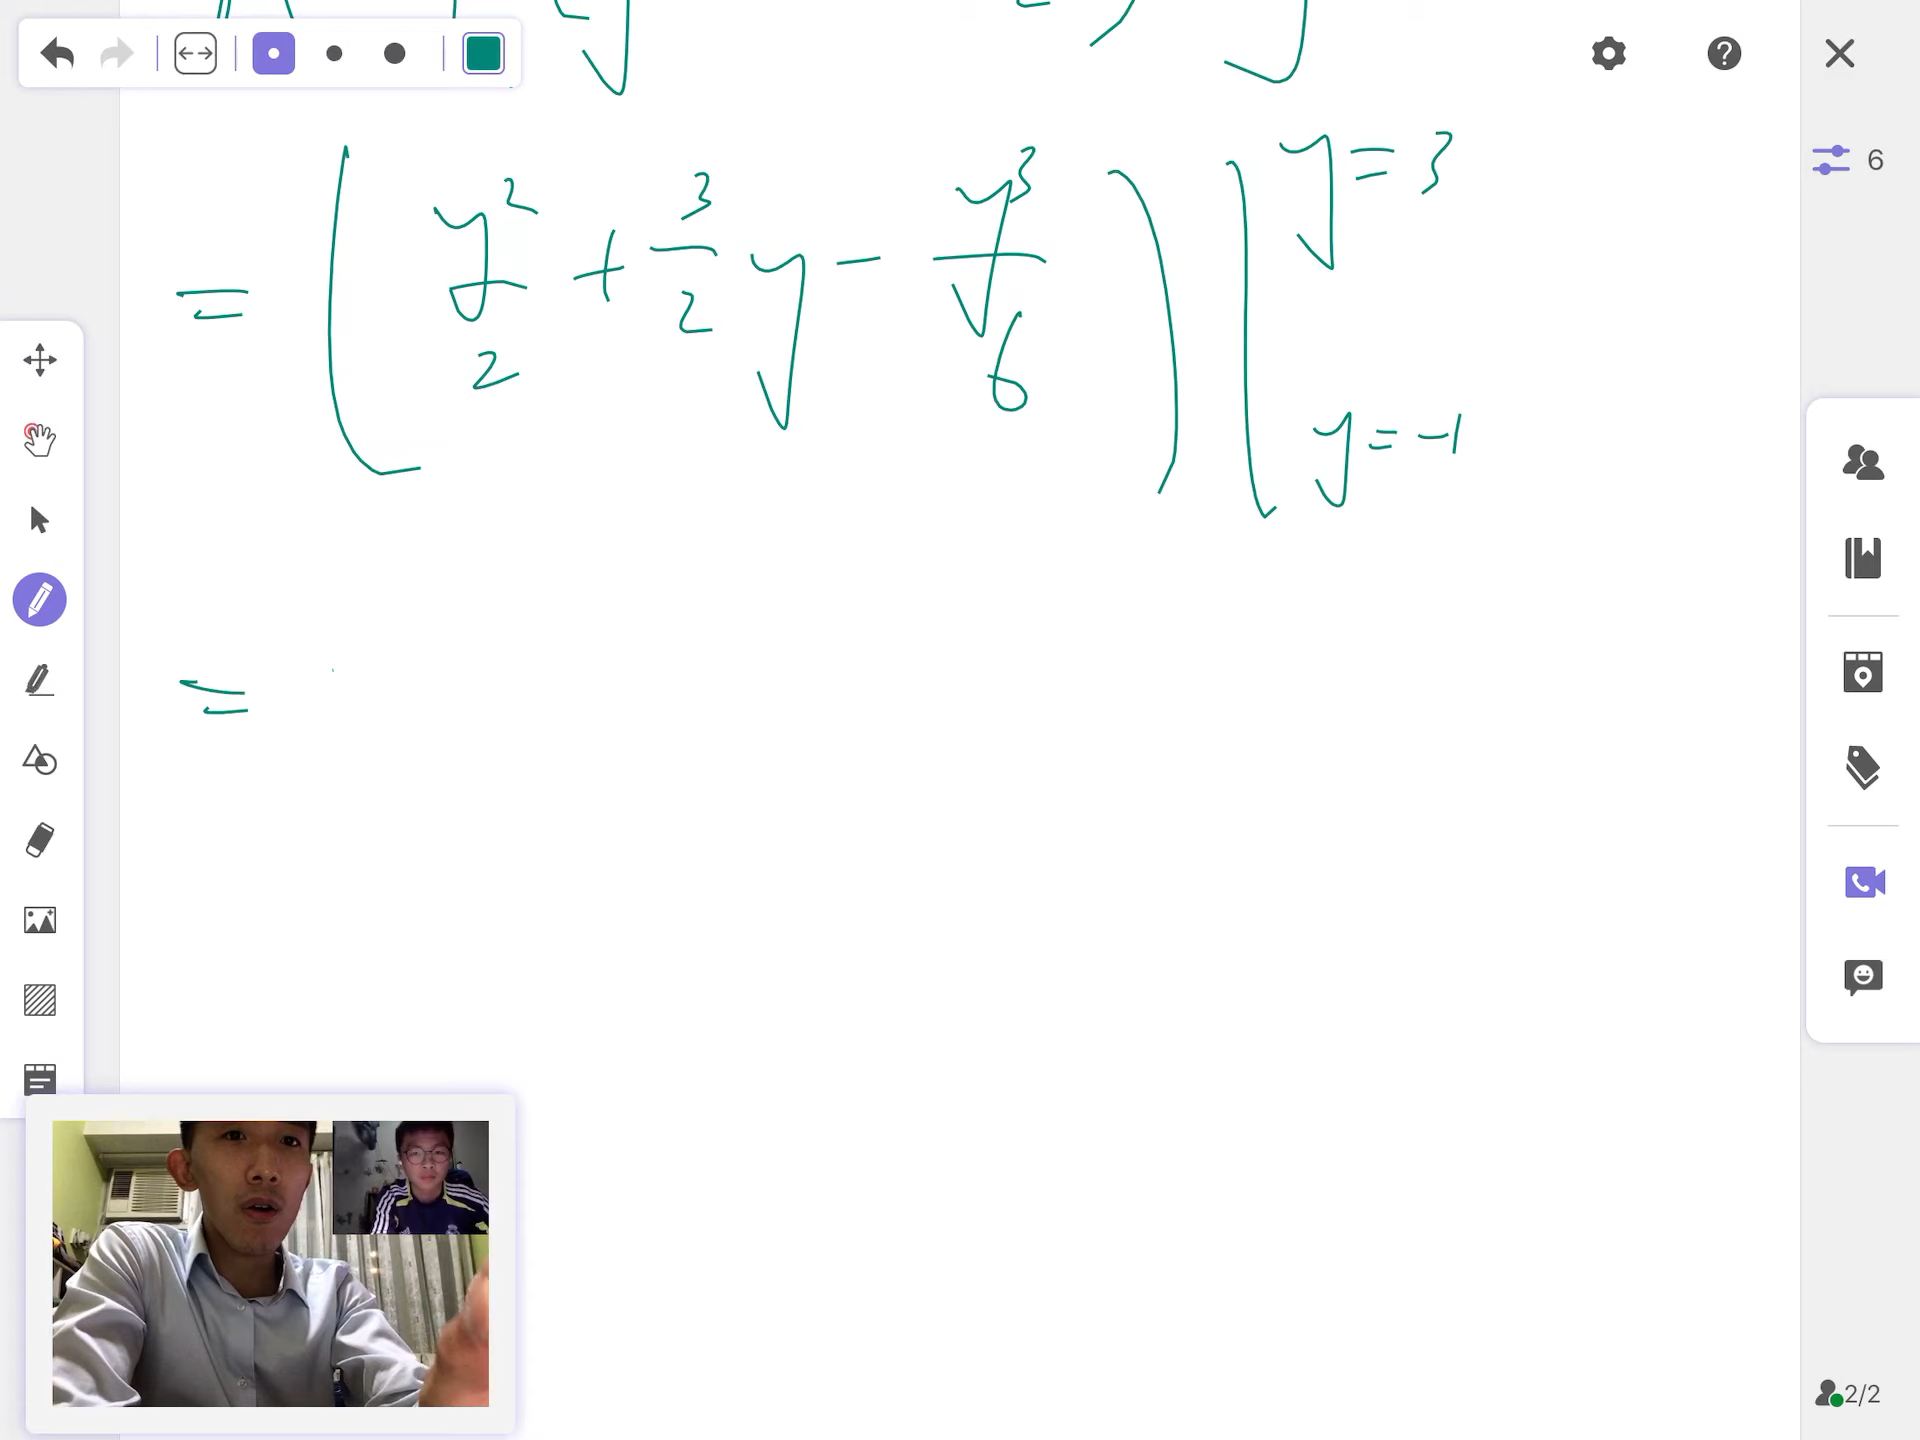 6
= ( y²/2 + 3/2 y - y³/6 ) | y = 3
y = -1
=
2/2